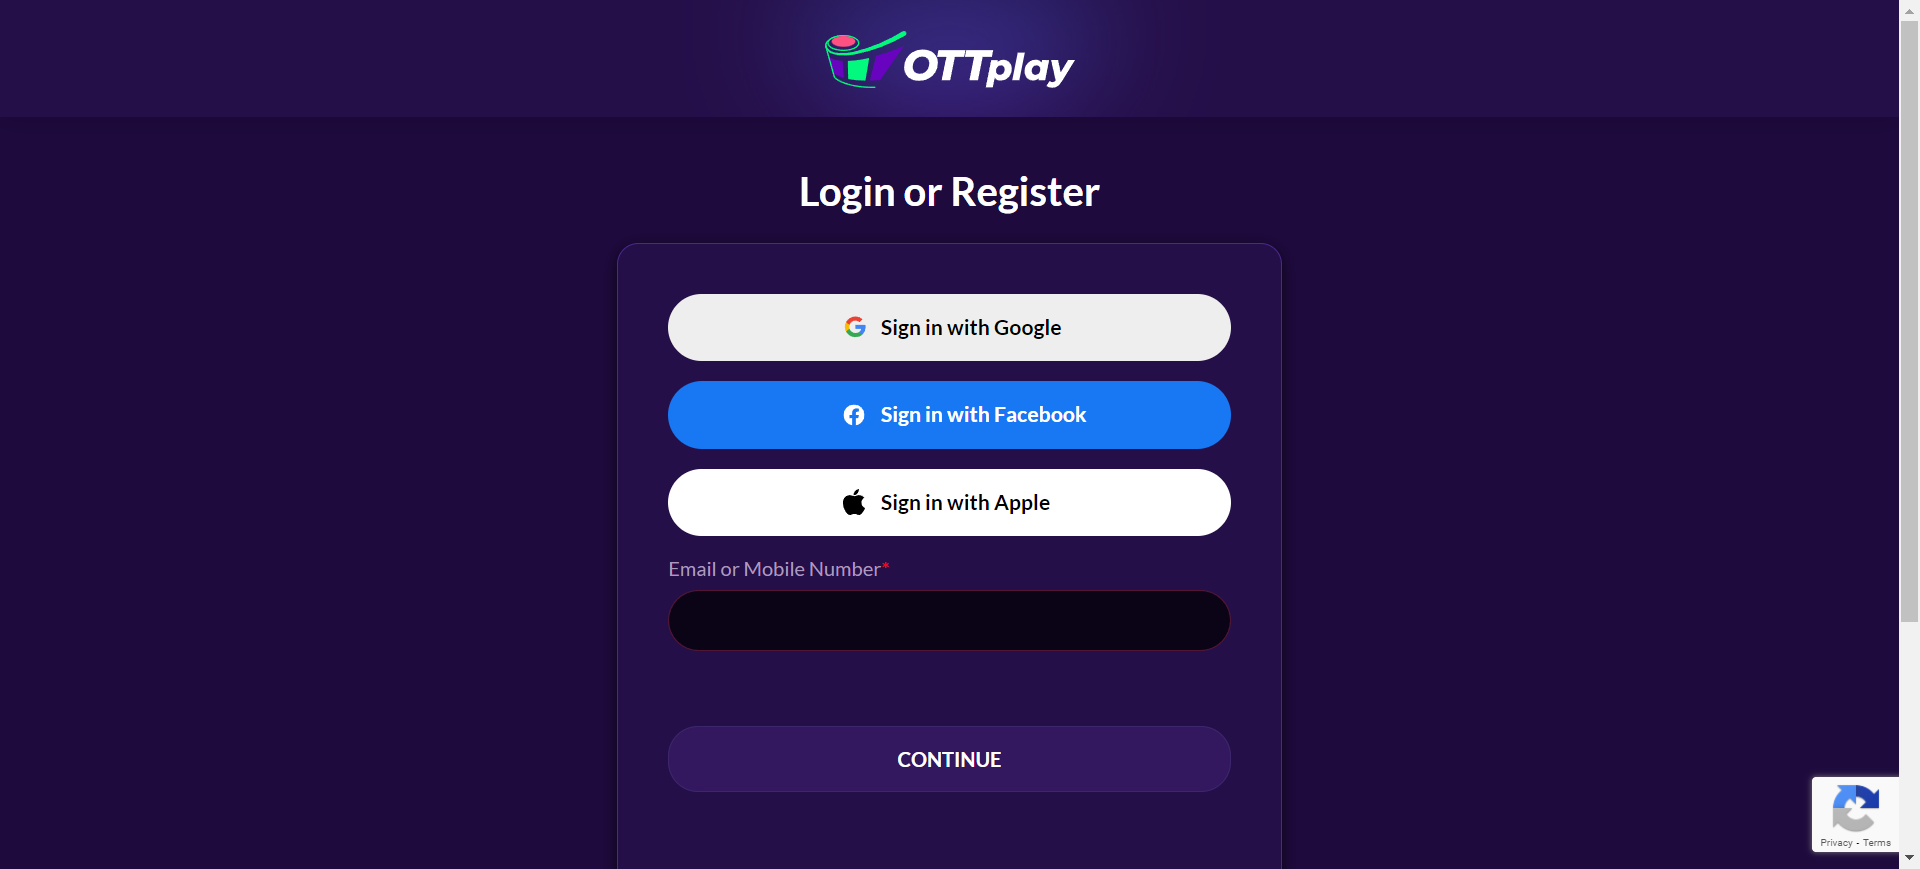 OTTplay
Login or Register
Sign in with Google
Sign in with Facebook
Sign in with Apple
Email or Mobile Number*
CONTINUE
Privacy - Terms